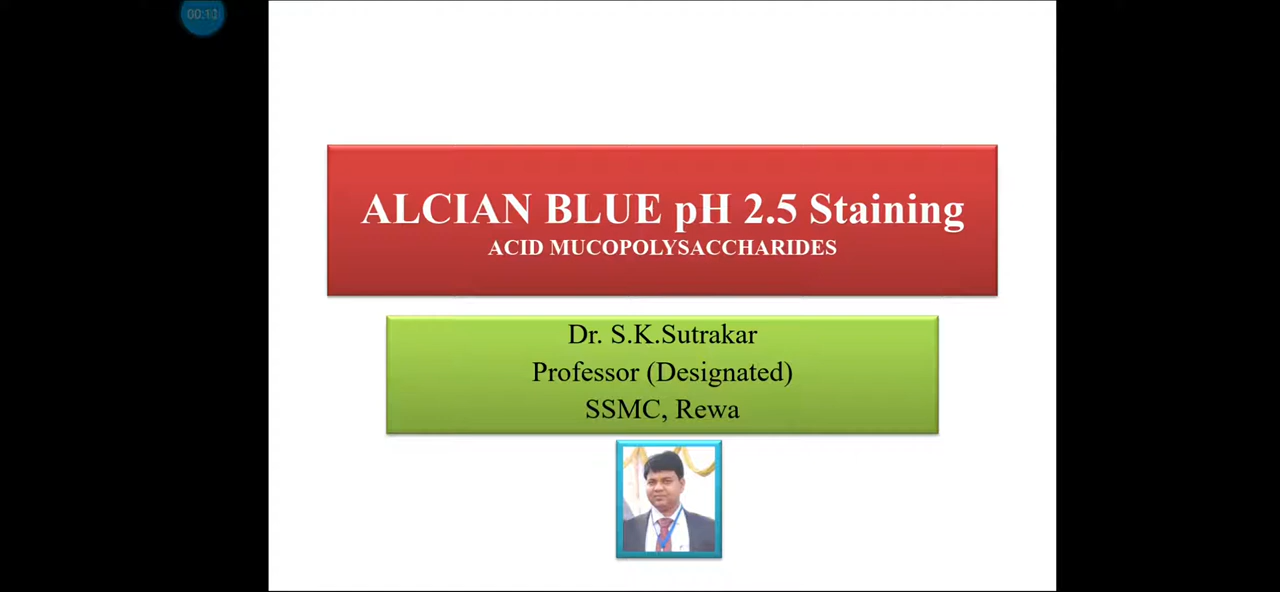 ALCIAN BLUE pH 2.5 Staining
ACID MUCOPOLYSACCHARIDES
Dr. S.K.Sutrakar
Professor (Designated)
SSMC, Rewa